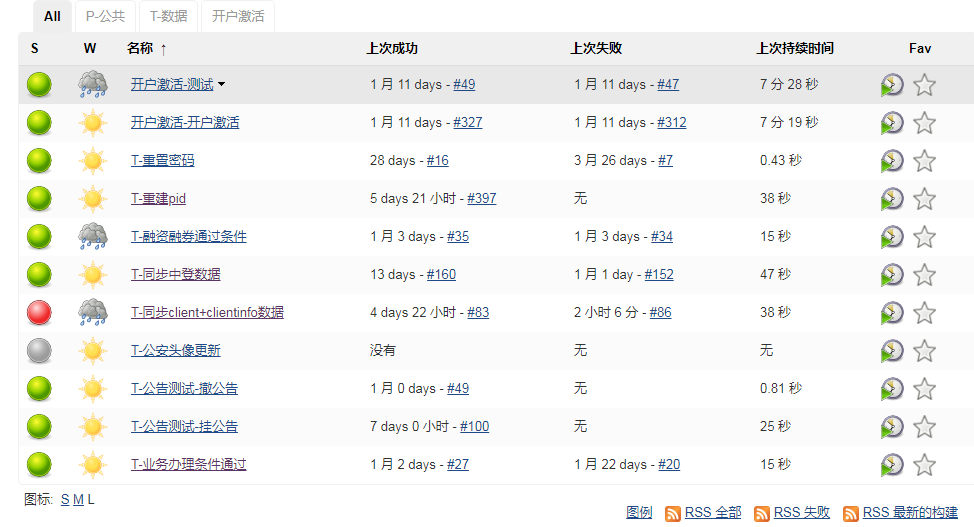 All P-公共 T-数据 开户激活
S W 名称 ↑ 上次成功 上次失败 上次持续时间 Fav
开户激活-测试 1 月 11 days - #49 1 月 11 days - #47 7 分 28 秒
开户激活-开户激活 1 月 11 days - #327 1 月 11 days - #312 7 分 19 秒
T-重置密码 28 days - #16 3 月 26 days - #7 0.43 秒
T-重建pid 5 days 21 小时 - #397 无 38 秒
T-融资融券通过条件 1 月 3 days - #35 1 月 3 days - #34 15 秒
T-同步中登数据 13 days - #160 1 月 1 day - #152 47 秒
T-同步client+clientinfo数据 4 days 22 小时 - #83 2 小时 6 分 - #86 38 秒
T-公安头像更新 没有 无 无
T-公告测试-撤公告 1 月 0 days - #49 无 0.81 秒
T-公告测试-挂公告 7 days 0 小时 - #100 无 25 秒
T-业务办理条件通过 1 月 2 days - #27 1 月 22 days - #20 15 秒
图标: S M L
图例 RSS 全部 RSS 失败 RSS 最新的构建